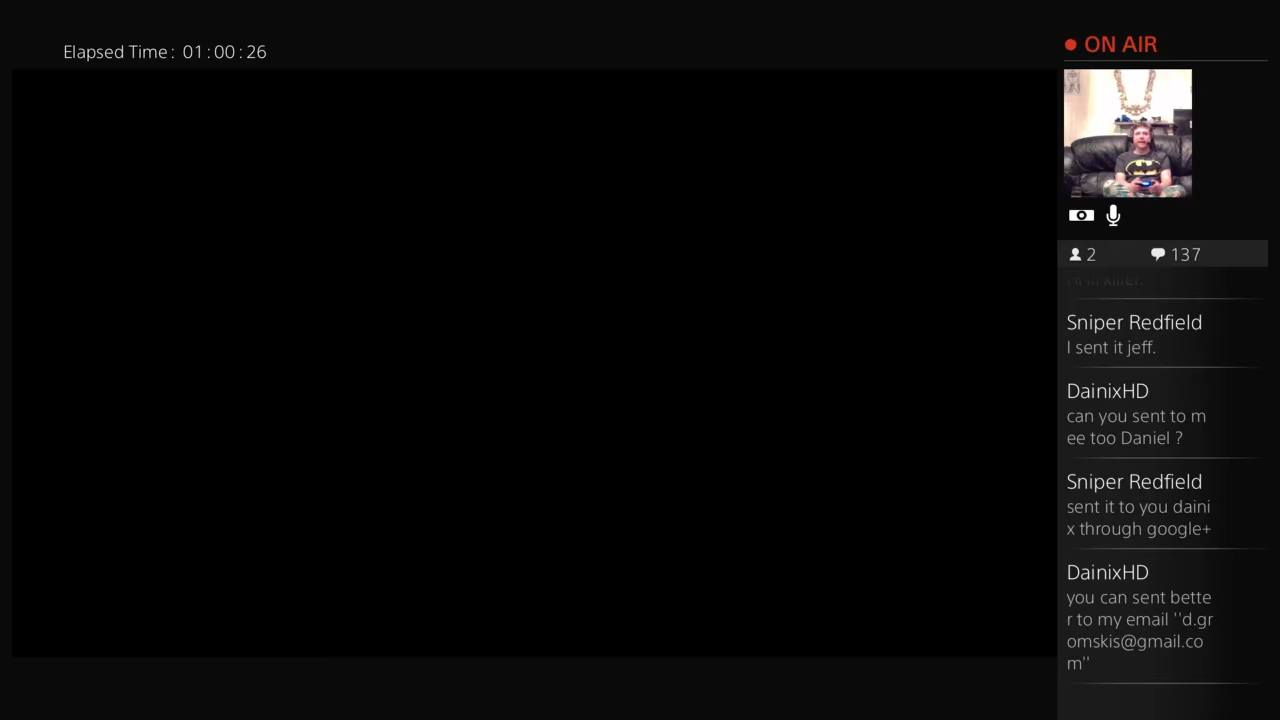 Elapsed Time: 01:00:26
ON AIR
2
137
Sniper Redfield
I sent it jeff.
DainixHD
can you sent to m
ee too Daniel ?
Sniper Redfield
sent it to you daini
x through google+
DainixHD
you can sent bette
r to my email ''d.gr
omskis@gmail.co
m''